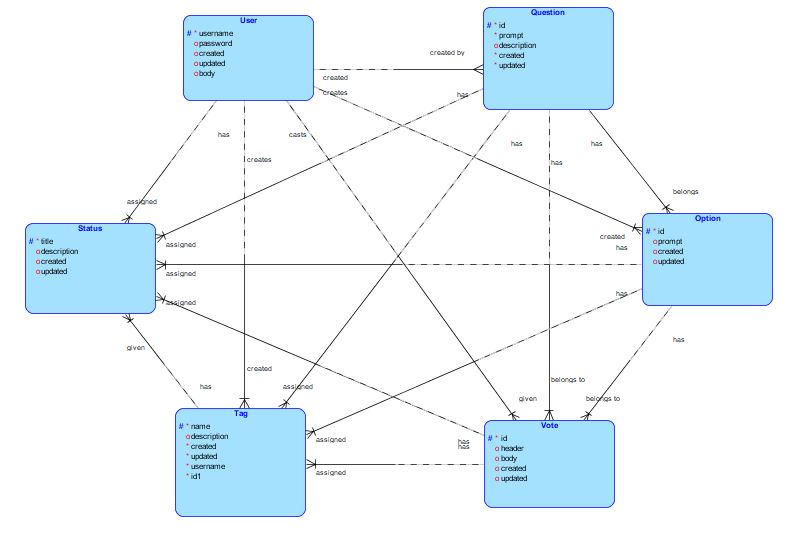 User
# * username
o password
o created
o updated
o body
Question
# * id
* prompt
o description
* created
* updated
created by
created
creates
has
has
casts
creates
has
has
has
assigned
belongs
Status
# * title
o description
o created
o updated
Option
# * id
o prompt
o created
o updated
created
has
assigned
assigned
assigned
has
given
has
has
created
belongs to
assigned
given
belongs to
Tag
# * name
o description
* created
* updated
* username
* id1
Vote
# * id
o header
o body
o created
o updated
assigned
has
has
assigned